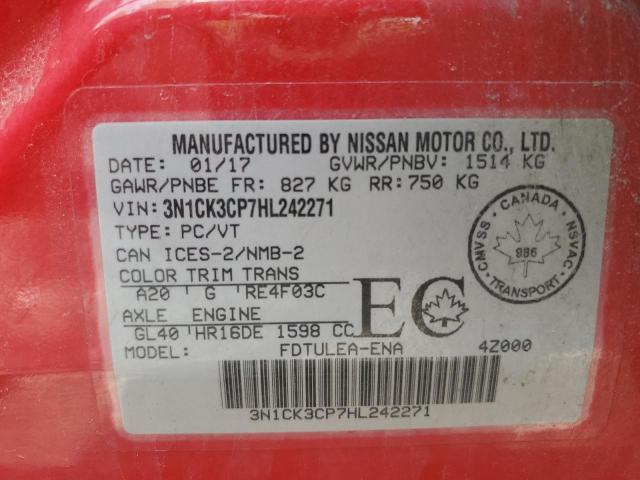 MANUFACTURED BY NISSAN MOTOR CO., LTD.
DATE: 01/17 GVWR/PNBV: 1514 KG
GAWR/PNBE FR: 827 KG RR: 750 KG
VIN: 3N1CK3CP7HL242271
TYPE: PC/VT
CAN ICES-2/NMB-2
COLOR TRIM TRANS
A20 G RE4F03C
AXLE ENGINE
GL40 HR16DE 1598 CC
MODEL: FDTULEA-ENA 4Z000
3N1CK3CP7HL242271
EC
CANADA
CMVSS NSVAC
986
TRANSPORT